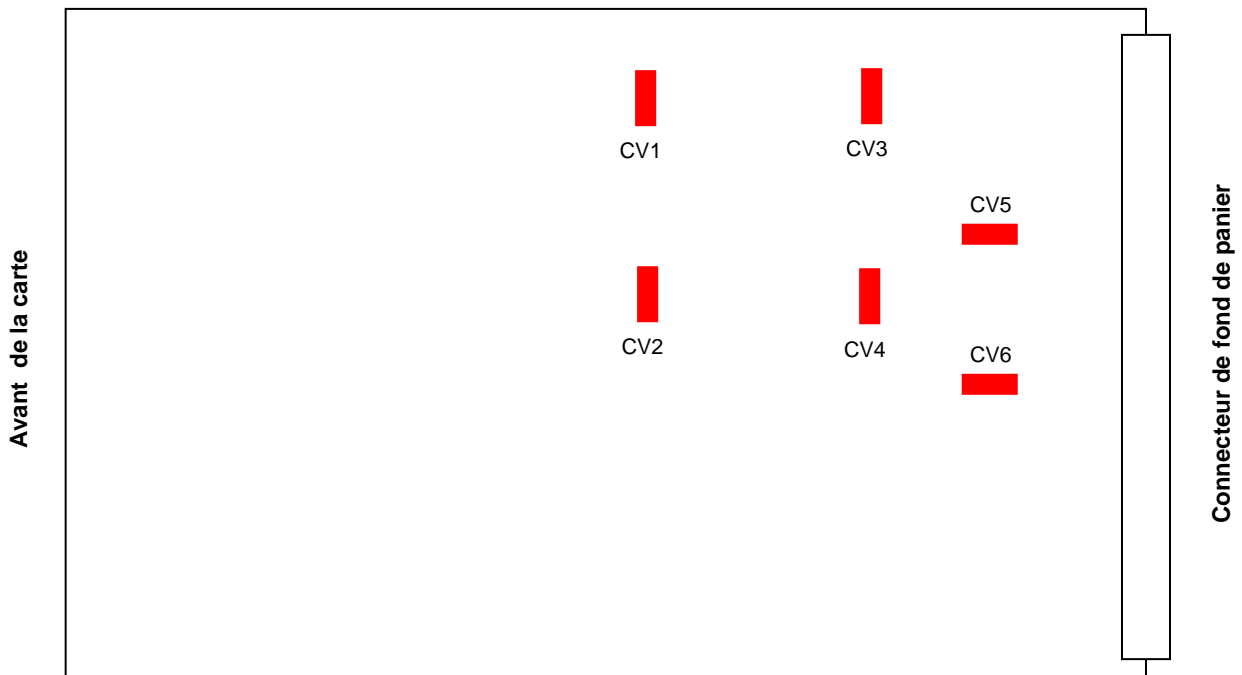 CV1
CV3
CV5
CV2
CV4
CV6
Avant de la carte
Connecteur de fond de panier